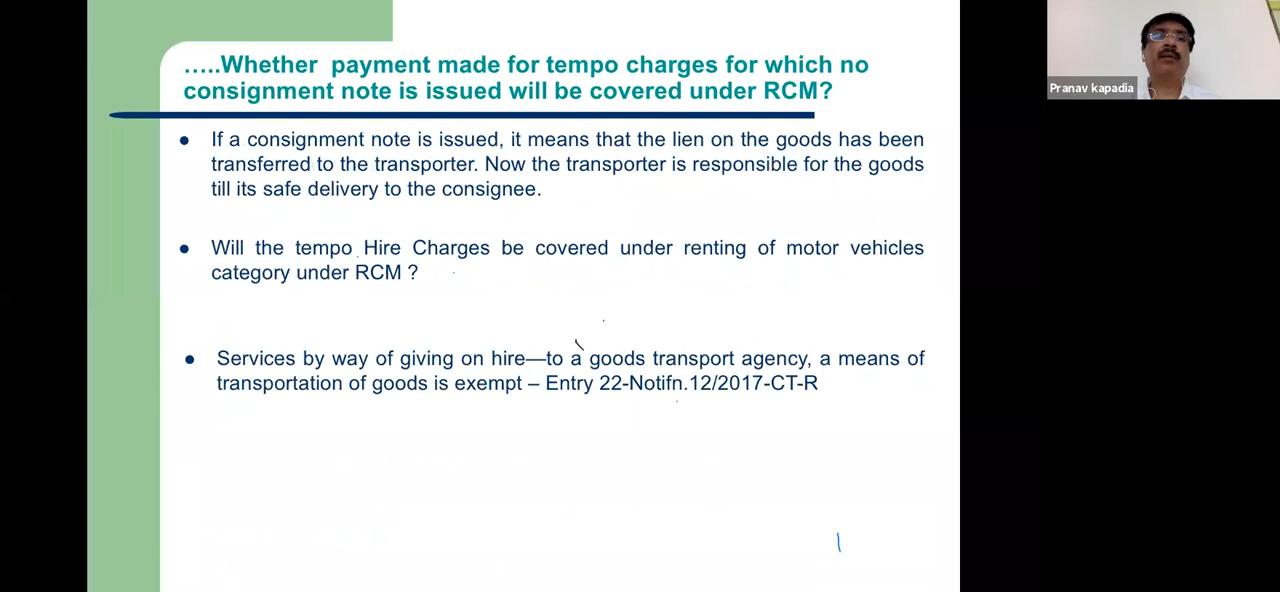 …..Whether payment made for tempo charges for which no
consignment note is issued will be covered under RCM?
If a consignment note is issued, it means that the lien on the goods has been
transferred to the transporter. Now the transporter is responsible for the goods
till its safe delivery to the consignee.
Will the tempo Hire Charges be covered under renting of motor vehicles
category under RCM ?
Services by way of giving on hire—to a goods transport agency, a means of
transportation of goods is exempt – Entry 22-Notifn.12/2017-CT-R
Pranav kapadia